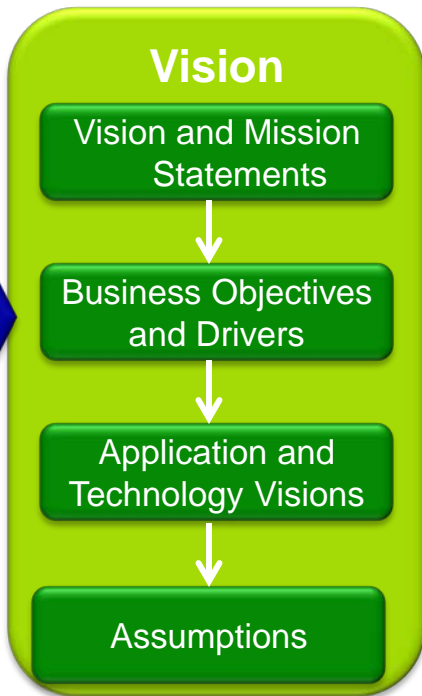 Vision
Vision and Mission
Statements
Business Objectives
and Drivers
Application and
Technology Visions
Assumptions